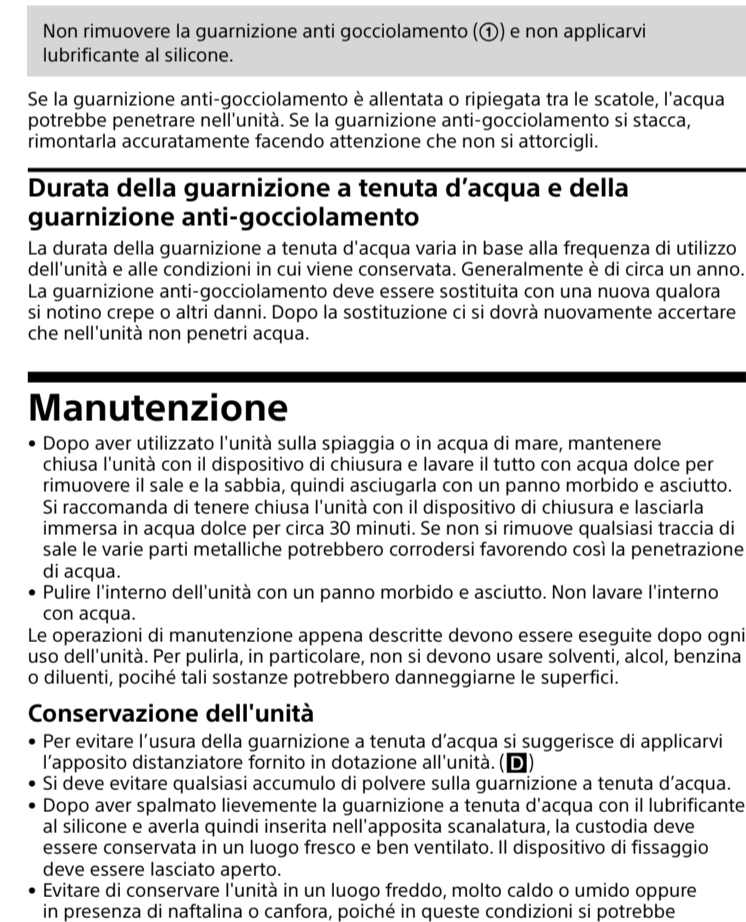 Non rimuovere la guarnizione anti gocciolamento (①) e non applicarvi
lubrificante al silicone.
Se la guarnizione anti-gocciolamento è allentata o ripiegata tra le scatole, l'acqua
potrebbe penetrare nell'unità. Se la guarnizione anti-gocciolamento si stacca,
rimontarla accuratamente facendo attenzione che non si attorcigli.
Durata della guarnizione a tenuta d’acqua e della
guarnizione anti-gocciolamento
La durata della guarnizione a tenuta d'acqua varia in base alla frequenza di utilizzo
dell'unità e alle condizioni in cui viene conservata. Generalmente è di circa un anno.
La guarnizione anti-gocciolamento deve essere sostituita con una nuova qualora
si notino crepe o altri danni. Dopo la sostituzione ci si dovrà nuovamente accertare
che nell'unità non penetri acqua.
Manutenzione
• Dopo aver utilizzato l'unità sulla spiaggia o in acqua di mare, mantenere
chiusa l'unità con il dispositivo di chiusura e lavare il tutto con acqua dolce per
rimuovere il sale e la sabbia, quindi asciugarla con un panno morbido e asciutto.
Si raccomanda di tenere chiusa l'unità con il dispositivo di chiusura e lasciarla
immersa in acqua dolce per circa 30 minuti. Se non si rimuove qualsiasi traccia di
sale le varie parti metalliche potrebbero corrodersi favorendo così la penetrazione
di acqua.
• Pulire l'interno dell'unità con un panno morbido e asciutto. Non lavare l'interno
con acqua.
Le operazioni di manutenzione appena descritte devono essere eseguite dopo ogni
uso dell'unità. Per pulirla, in particolare, non si devono usare solventi, alcol, benzina
o diluenti, pocihé tali sostanze potrebbero danneggiarne le superfici.
Conservazione dell'unità
• Per evitare l’usura della guarnizione a tenuta d’acqua si suggerisce di applicarvi
l’apposito distanziatore fornito in dotazione all'unità. (D)
• Si deve evitare qualsiasi accumulo di polvere sulla guarnizione a tenuta d’acqua.
• Dopo aver spalmato lievemente la guarnizione a tenuta d'acqua con il lubrificante
al silicone e averla quindi inserita nell'apposita scanalatura, la custodia deve
essere conservata in un luogo fresco e ben ventilato. Il dispositivo di fissaggio
deve essere lasciato aperto.
• Evitare di conservare l'unità in un luogo freddo, molto caldo o umido oppure
in presenza di naftalina o canfora, poiché in queste condizioni si potrebbe